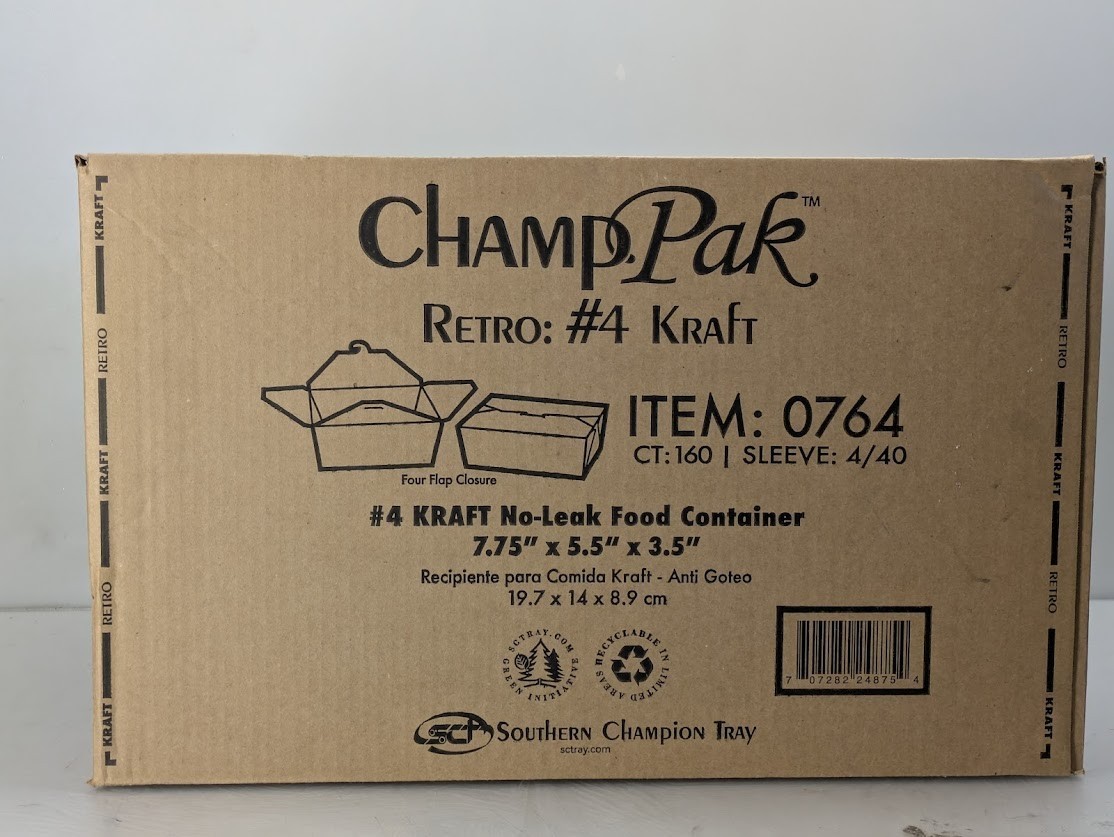 ChampPak™
Retro: #4 Kraft
ITEM: 0764
CT: 160 | SLEEVE: 4/40
Four Flap Closure
#4 KRAFT No-Leak Food Container
7.75” x 5.5” x 3.5”
Recipiente para Comida Kraft - Anti Goteo
19.7 x 14 x 8.9 cm
SCTRAY.COM
GREEN INITIATIVE
RECYCLABLE IN LIMITED AREAS
7 07282 24875 4
SCT Southern Champion Tray
sctray.com
KRAFT RETRO KRAFT RETRO KRAFT
KRAFT RETRO KRAFT RETRO KRAFT